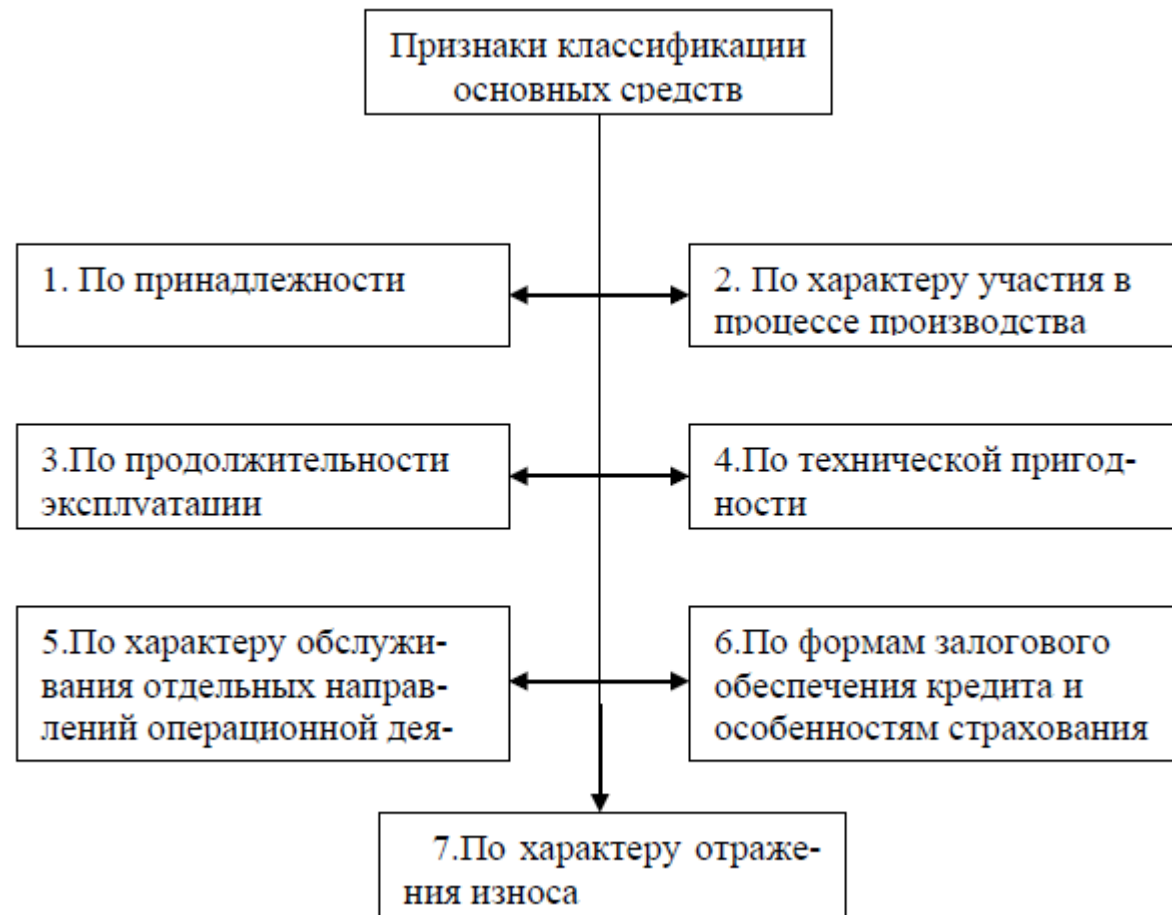 Признаки классификации
основных средств
1. По принадлежности
2. По характеру участия в
процессе производства
3.По продолжительности
эксплуатации
4.По технической пригод-
ности
5.По характеру обслужи-
вания отдельных направ-
лений операционной дея-
6.По формам залогового
обеспечения кредита и
особенностям страхования
7.По характеру отраже-
ния износа